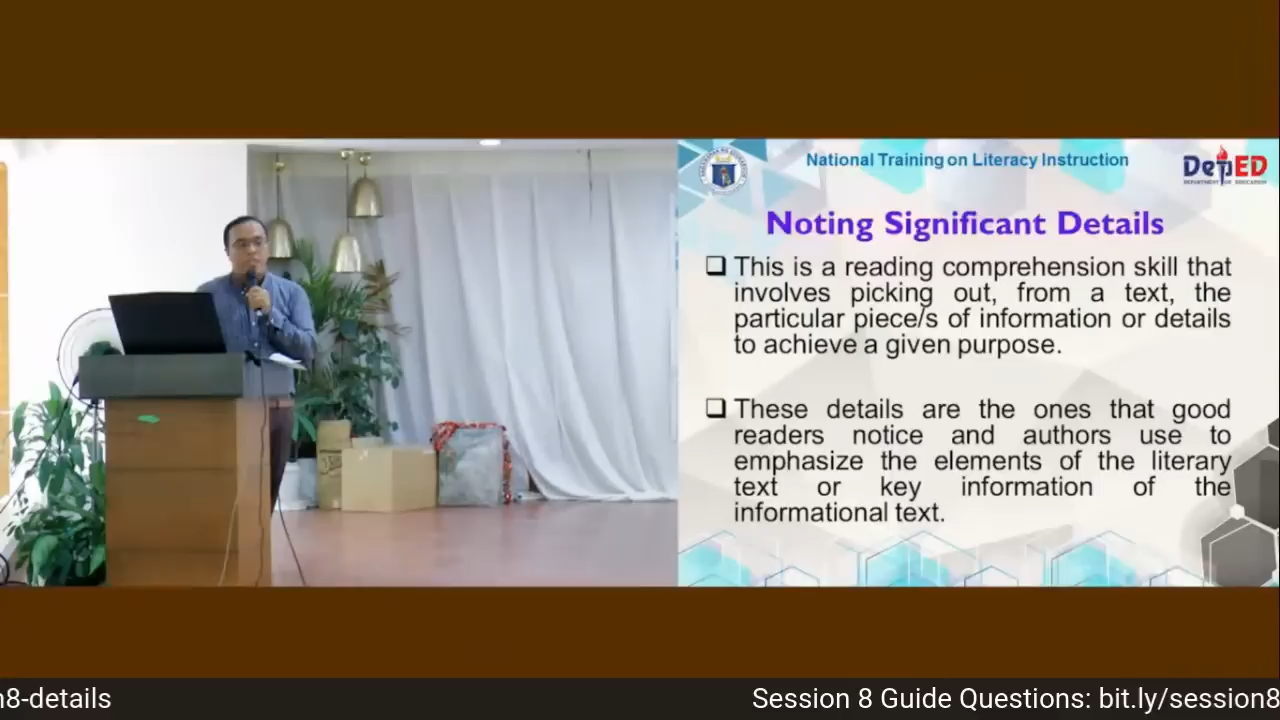 National Training on Literacy Instruction
DepED
DEPARTMENT OF EDUCATION
Noting Significant Details
This is a reading comprehension skill that
involves picking out, from a text, the
particular piece/s of information or details
to achieve a given purpose.
These details are the ones that good
readers notice and authors use to
emphasize the elements of the literary
text or key information of the
informational text.
n8-details
Session 8 Guide Questions: bit.ly/session8